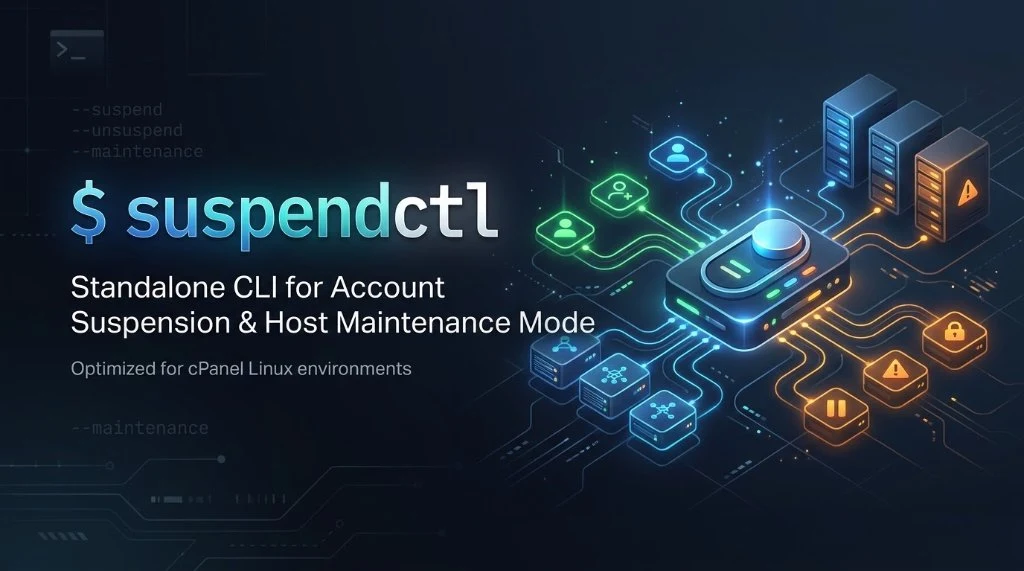 >_
--suspend
--unsuspend
--maintenance
$ suspendctl
Standalone CLI for Account
Suspension & Host Maintenance Mode
Optimized for cPanel Linux environments
--maintenance